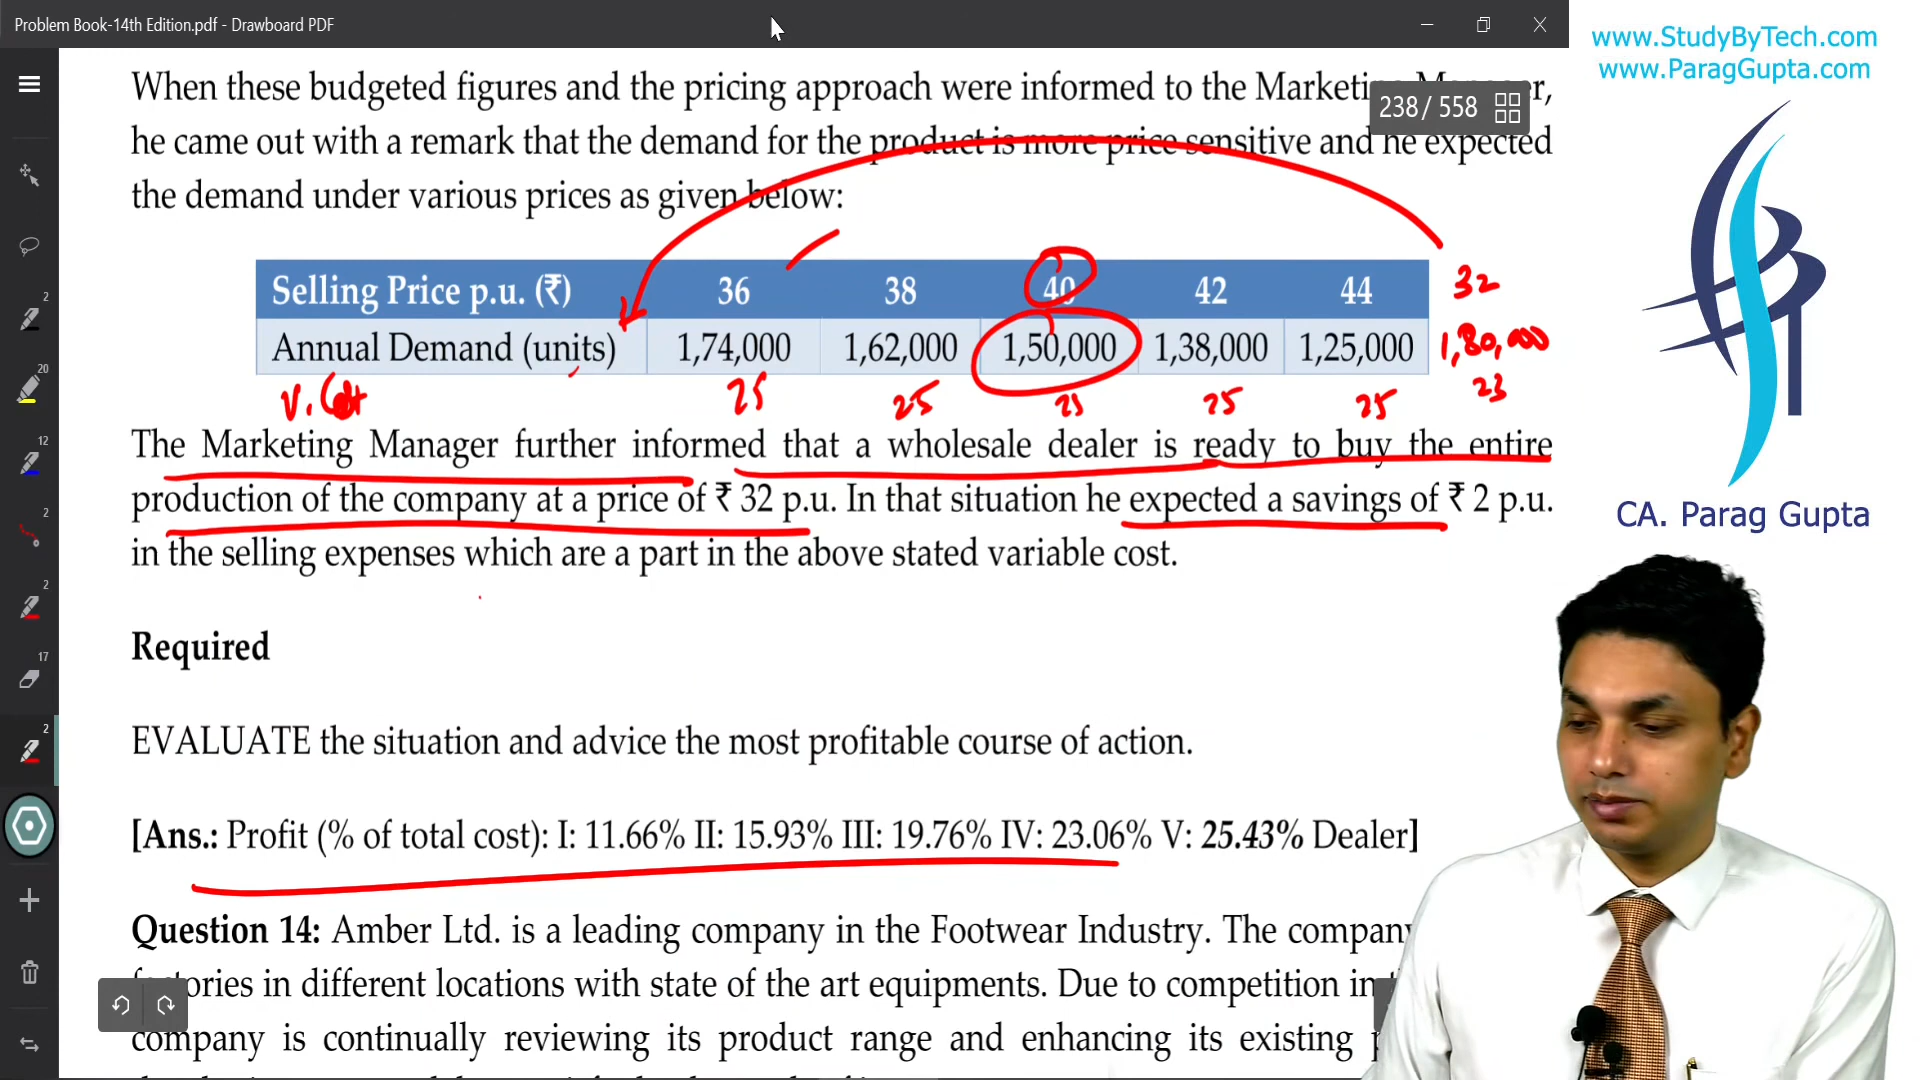 Problem Book-14th Edition.pdf - Drawboard PDF
www.StudyByTech.com
www.ParagGupta.com
When these budgeted figures and the pricing approach were informed to the Marketing Manager,
238 / 558
he came out with a remark that the demand for the product is more price sensitive and he expected
the demand under various prices as given below:
Selling Price p.u. (₹) 36 38 40 42 44 32
Annual Demand (units) 1,74,000 1,62,000 1,50,000 1,38,000 1,25,000 1,80,000
V. Cost 25 25 25 25 25 23
The Marketing Manager further informed that a wholesale dealer is ready to buy the entire
production of the company at a price of ₹ 32 p.u. In that situation he expected a savings of ₹ 2 p.u.
in the selling expenses which are a part in the above stated variable cost.
CA. Parag Gupta
Required
EVALUATE the situation and advice the most profitable course of action.
[Ans.: Profit (% of total cost): I: 11.66% II: 15.93% III: 19.76% IV: 23.06% V: 25.43% Dealer]
Question 14: Amber Ltd. is a leading company in the Footwear Industry. The company
ories in different locations with state of the art equipments. Due to competition in
company is continually reviewing its product range and enhancing its existing
2
20
12
2
2
17
2